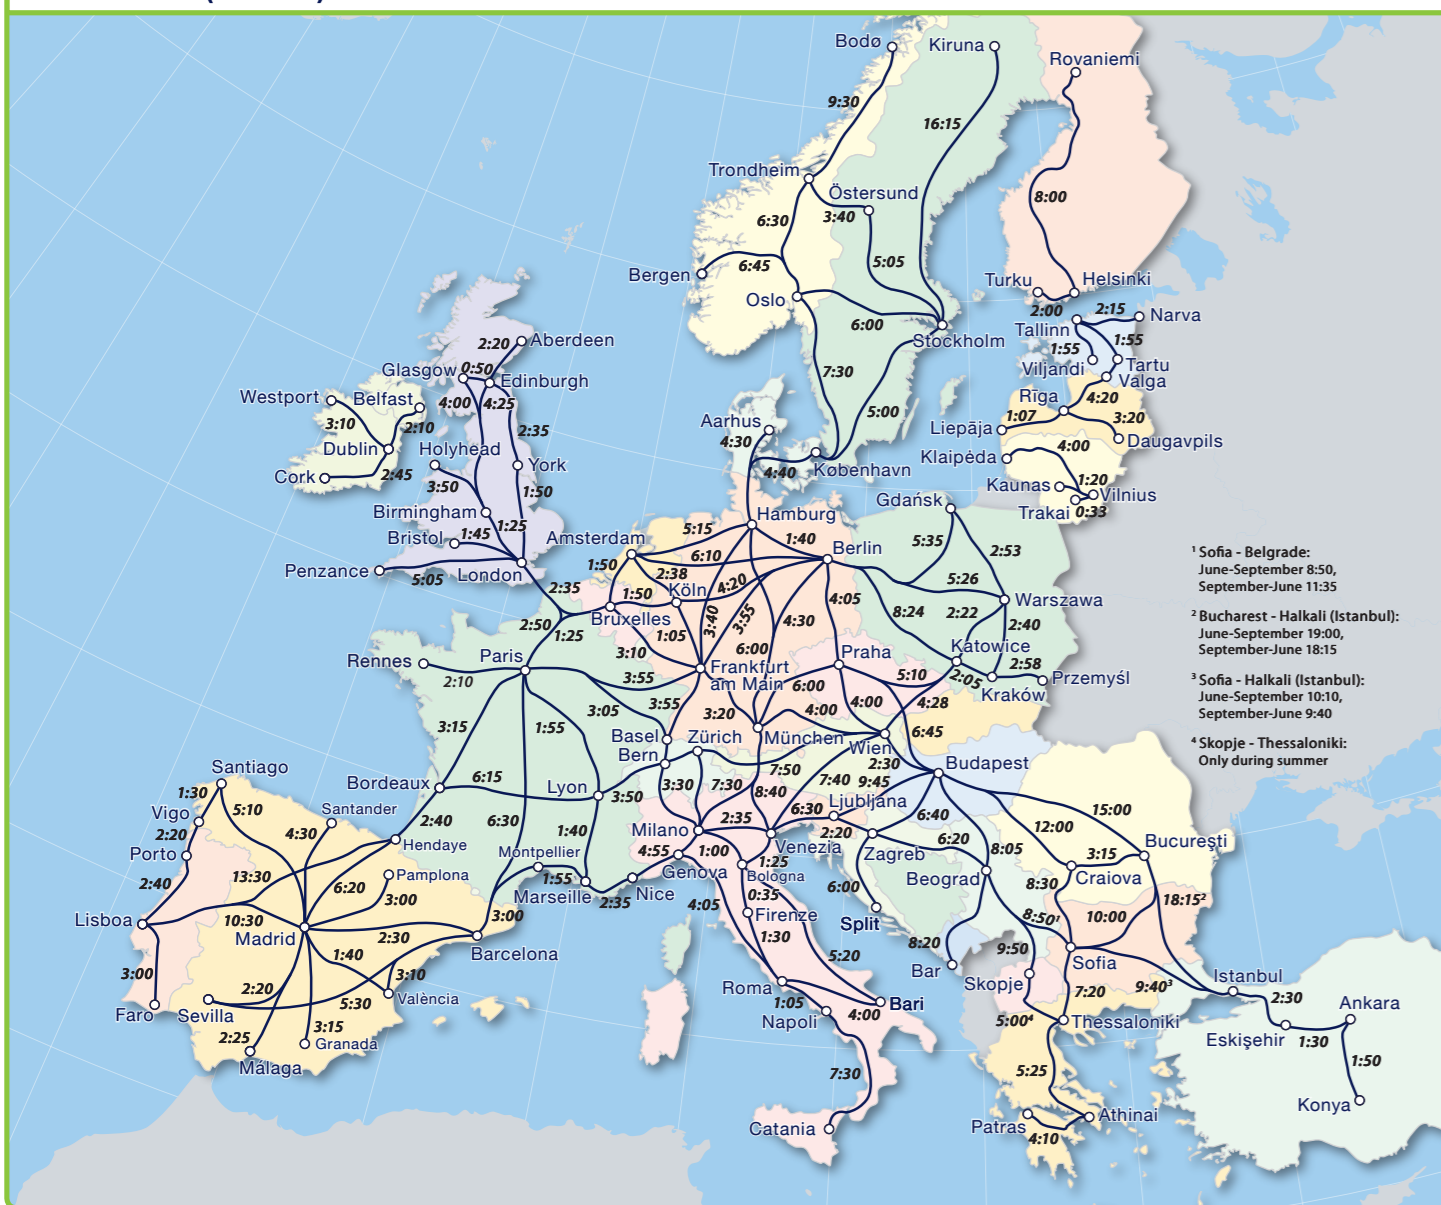 Bodø
Kiruna
Rovaniemi
9:30
16:15
Trondheim
Östersund
8:00
3:40
6:30
Bergen
6:45
5:05
Oslo
Turku
Helsinki
2:00
2:15
Narva
6:00
Tallinn
Stockholm
1:55
1:55
Viljandi
Tartu
Valga
2:20
Aberdeen
Glasgow
0:50
Edinburgh
7:30
Westport
Belfast
4:00
4:25
5:00
Rīga
4:20
3:10
2:10
Aarhus
Liepāja
1:07
3:20
Dublin
Holyhead
2:35
4:30
Daugavpils
Klaipėda
4:00
Cork
2:45
York
4:40
København
3:50
1:50
Gdańsk
Kaunas
1:20
Vilnius
Trakai
0:33
Birmingham
Hamburg
Bristol
1:45
1:25
Amsterdam
5:15
1:40
5:35
2:53
Berlin
6:10
Penzance
5:05
London
1:50
2:38
2:35
1:50
Köln
4:20
5:26
4:05
Warszawa
Bruxelles
2:50
1:25
3:40
3:55
4:30
8:24
2:22
2:40
1:05
3:10
6:00
Praha
Katowice
Rennes
Paris
2:10
3:55
Frankfurt
am Main
6:00
5:10
2:05
2:58
Przemyśl
Kraków
3:15
1:55
3:05
3:55
3:20
4:00
4:00
4:28
Basel
Zürich
München
Wien
6:45
Bern
2:30
Budapest
¹ Sofia - Belgrade:
June-September 8:50,
September-June 11:35
² Bucharest - Halkali (Istanbul):
June-September 19:00,
September-June 18:15
³ Sofia - Halkali (Istanbul):
June-September 10:10,
September-June 9:40
⁴ Skopje - Thessaloniki:
Only during summer
Santiago
Bordeaux
6:15
Lyon
3:50
3:30
7:30
7:50
8:40
7:40
9:45
1:30
5:10
Vigo
Santander
Ljubljana
6:30
6:40
15:00
2:20
4:30
2:40
6:30
1:40
Milano
2:35
2:20
12:00
Porto
Hendaye
Montpellier
4:55
1:00
Venezia
Zagreb
6:20
8:05
3:15
Bucureşti
2:40
13:30
6:20
Pamplona
3:00
1:55
Marseille
2:35
Nice
Genova
1:25
Bologna
Beograd
8:30
Craiova
0:35
6:00
Lisboa
10:30
Madrid
2:30
3:00
4:05
Firenze
Split
8:50¹
10:00
18:15²
1:30
8:20
Barcelona
1:40
9:50
3:00
3:10
5:20
Bar
Sofia
Faro
Sevilla
2:20
5:30
València
Roma
Skopje
9:40³
Istanbul
2:30
Ankara
1:05
Bari
7:20
2:25
3:15
Granada
Napoli
4:00
5:00⁴
Thessaloniki
Eskişehir
1:30
Málaga
7:30
5:25
1:50
Konya
Catania
Patras
4:10
Athinai